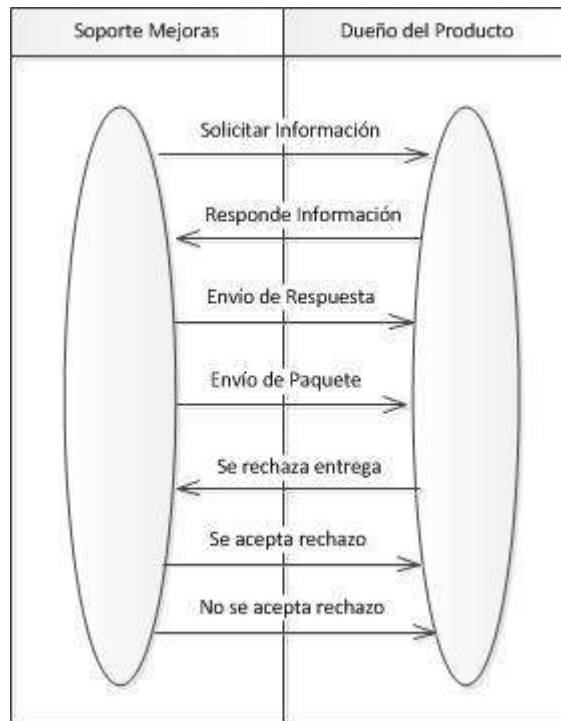 Soporte Mejoras
Dueño del Producto
Solicitar Información
Responde Información
Envío de Respuesta
Envío de Paquete
Se rechaza entrega
Se acepta rechazo
No se acepta rechazo